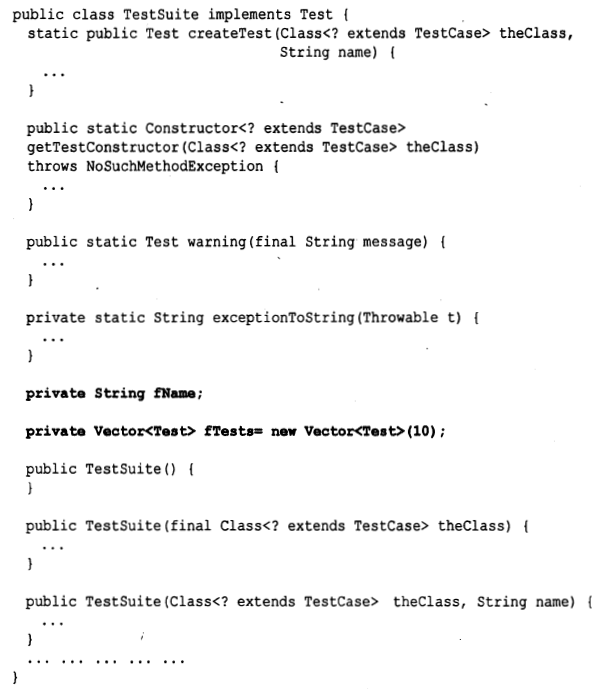 public class TestSuite implements Test {
static public Test createTest(Class<? extends TestCase> theClass,
String name) {
...
}
public static Constructor<? extends TestCase>
getTestConstructor(Class<? extends TestCase> theClass)
throws NoSuchMethodException {
...
}
public static Test warning(final String message) {
...
}
private static String exceptionToString(Throwable t) {
...
}
private String fName;
private Vector<Test> fTests= new Vector<Test>(10);
public TestSuite() {
}
public TestSuite(final Class<? extends TestCase> theClass) {
...
}
public TestSuite(Class<? extends TestCase> theClass, String name) {
...
}
... ... ... ... ...
}